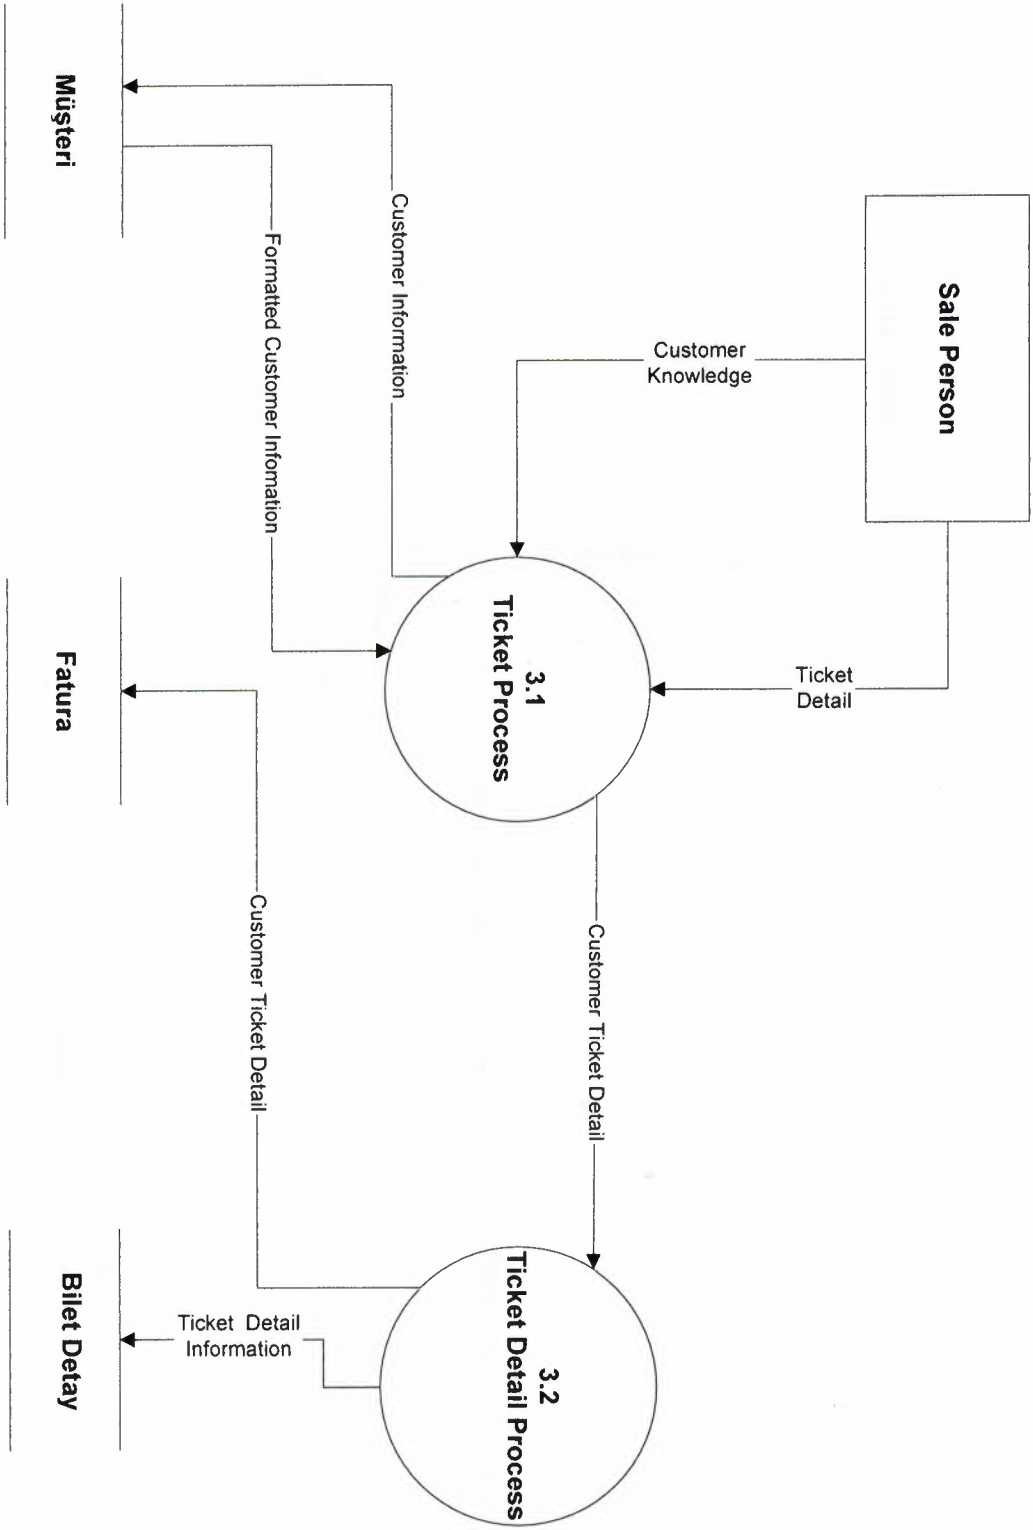 Sale Person
Customer
Knowledge
Ticket
Detail
3.1
Ticket Process
Customer Information
Formatted Customer Infomation
Customer Ticket Detail
3.2
Ticket Detail Process
Customer Ticket Detail
Ticket Detail
Information
Müşteri
Fatura
Bilet Detay